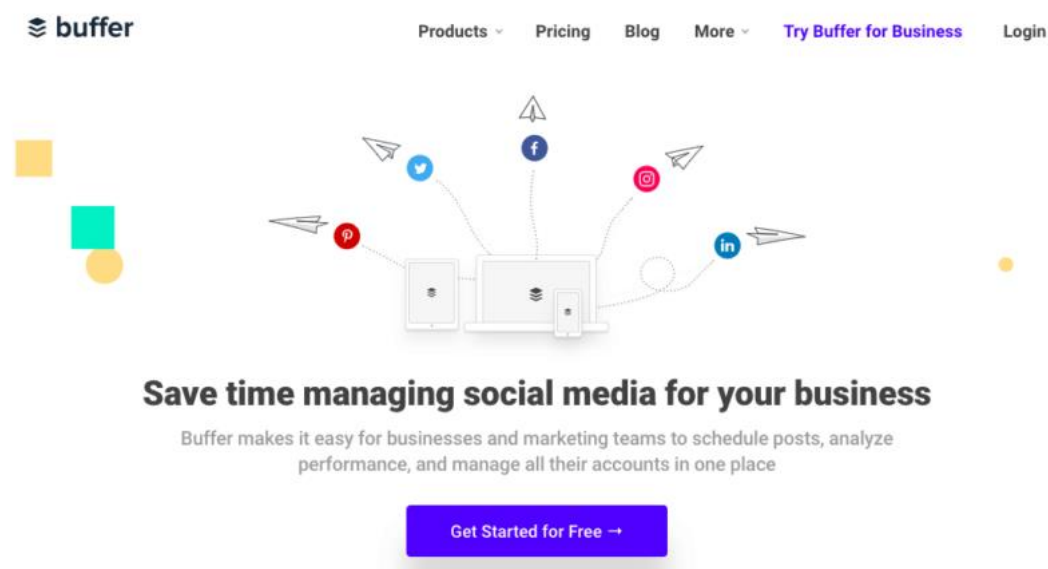 buffer
Products
Pricing
Blog
More
Try Buffer for Business
Login
Save time managing social media for your business
Buffer makes it easy for businesses and marketing teams to schedule posts, analyze
performance, and manage all their accounts in one place
Get Started for Free →